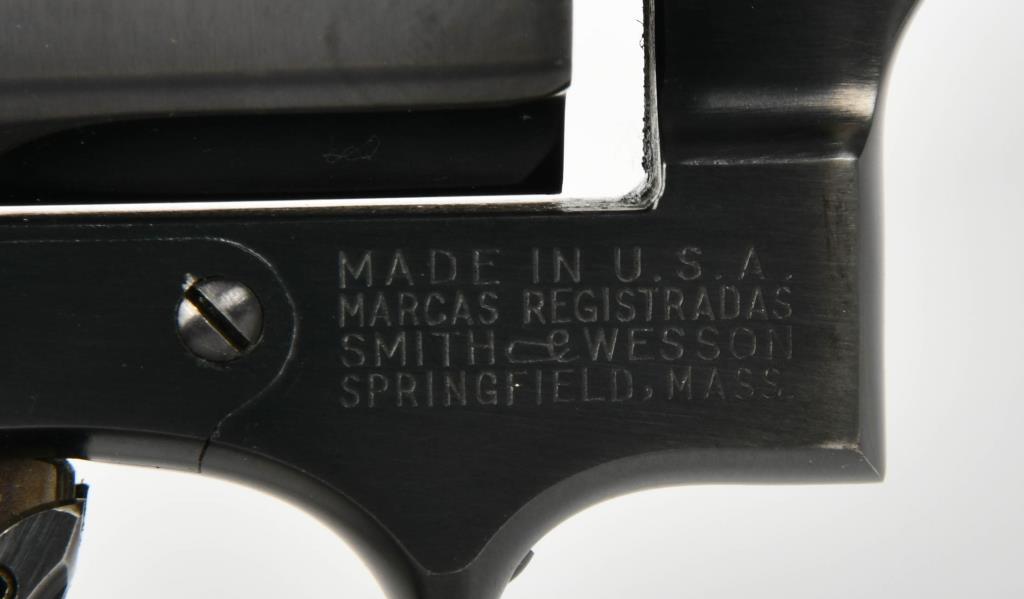 MADE IN U.S.A.
MARCAS REGISTRADAS
SMITH & WESSON
SPRINGFIELD, MASS.